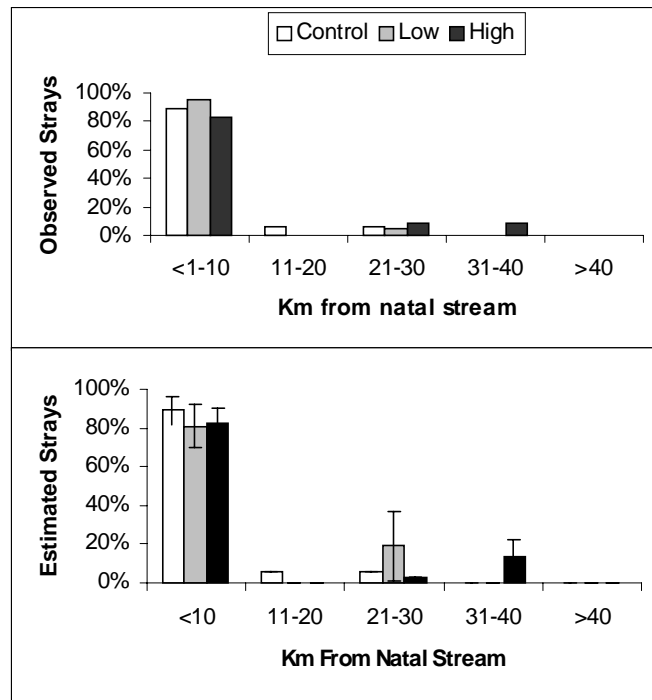 Control Low High
Observed Strays
100%
80%
60%
40%
20%
0%
<1-10 11-20 21-30 31-40 >40
Km from natal stream
Estimated Strays
100%
80%
60%
40%
20%
0%
<10 11-20 21-30 31-40 >40
Km From Natal Stream